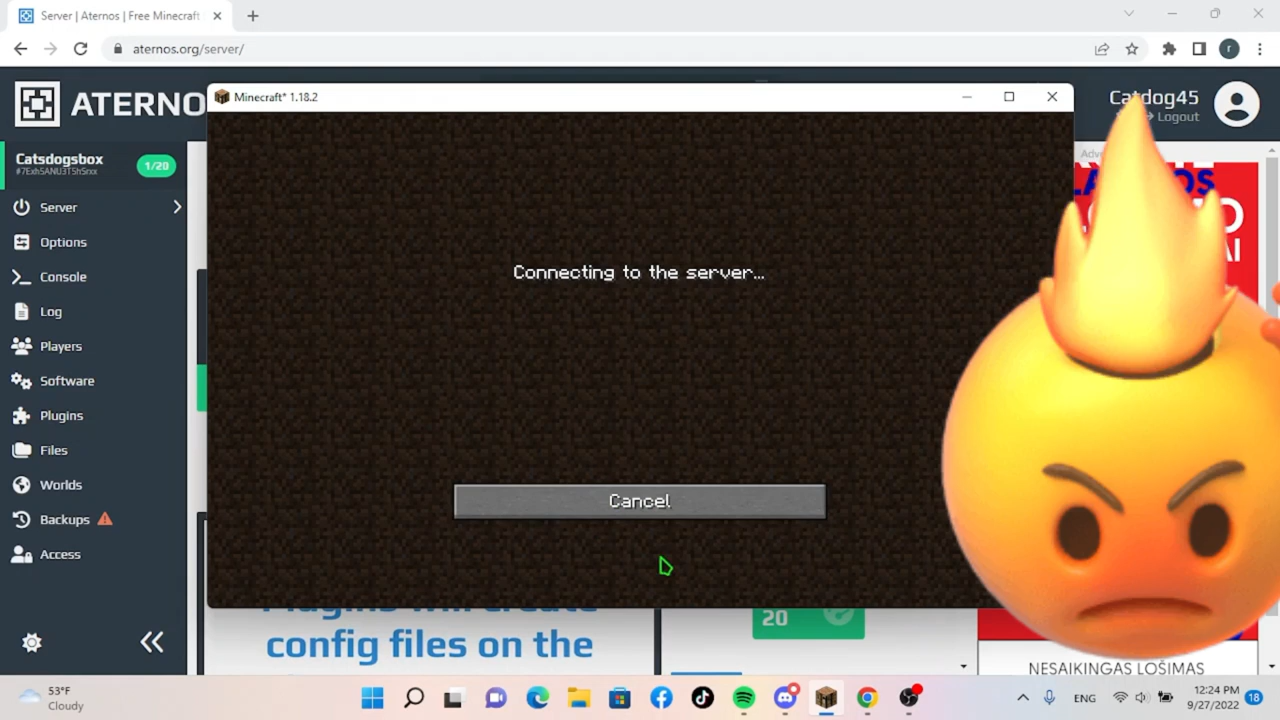 Server | Aternos | Free Minecraft
aternos.org/server/
r
ATERNOS
Minecraft* 1.18.2
Catdog45
Logout
Catsdogsbox
1/20
Server
Options
Console
Log
Players
Software
Plugins
Files
Worlds
Backups
Access
Connecting to the server...
Cancel
config files on the
20
NESAIKINGAS LOŠIMAS
53°F
Cloudy
ENG
12:24 PM
9/27/2022
18